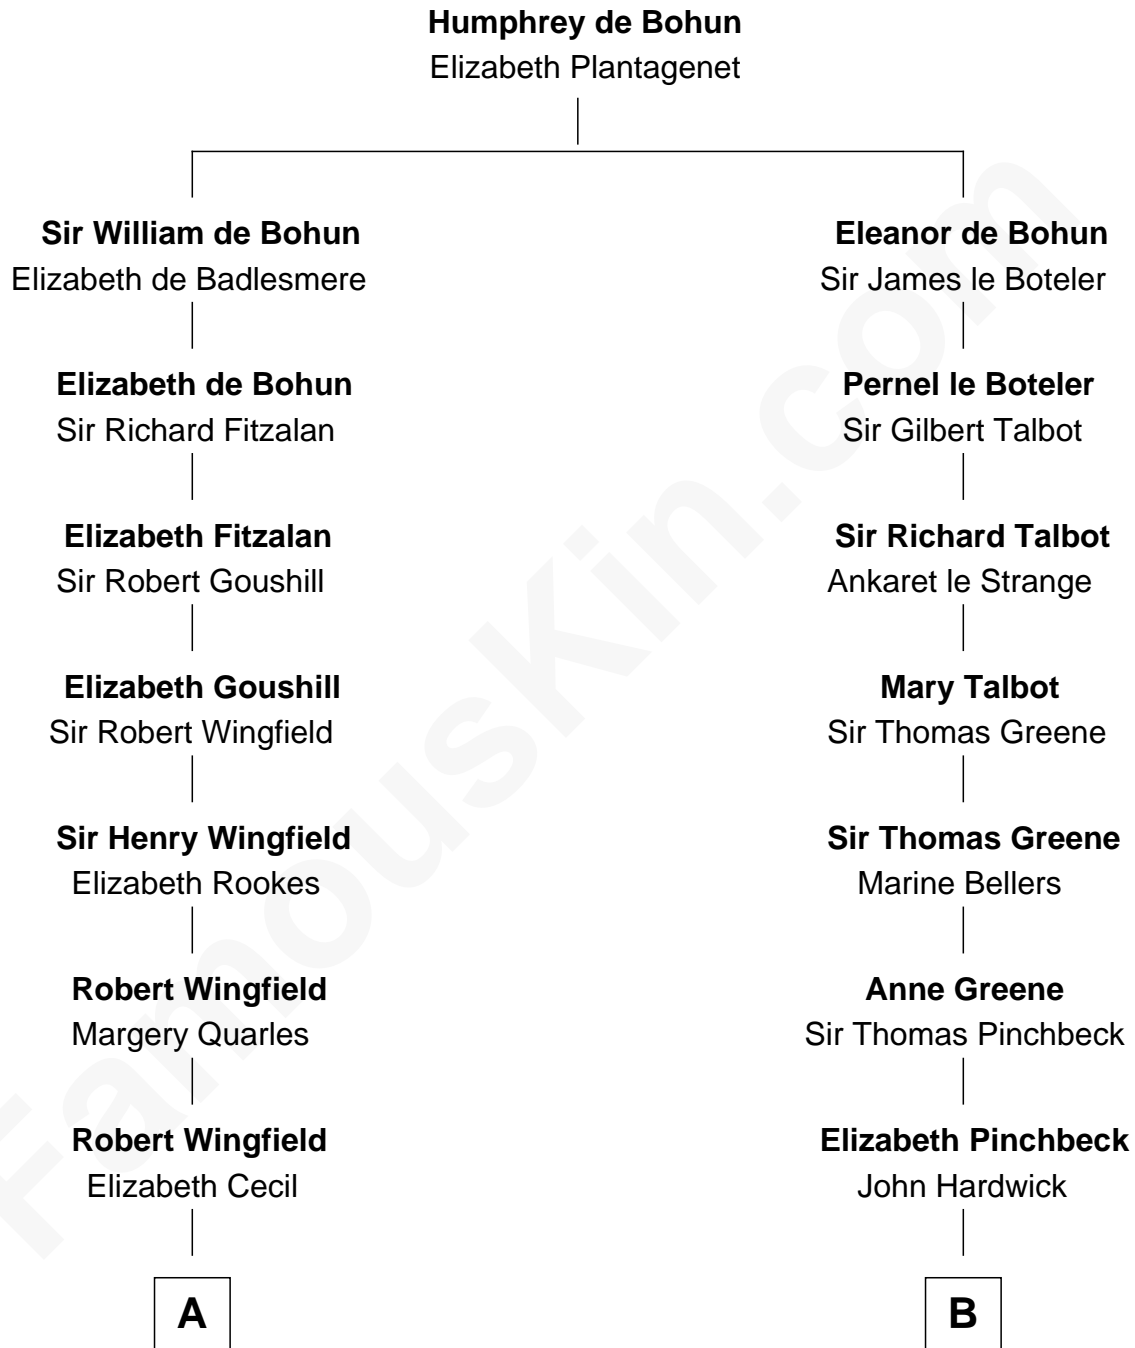 Humphrey de Bohun
Elizabeth Plantagenet
Sir William de Bohun
Elizabeth de Badlesmere
Elizabeth de Bohun
Sir Richard Fitzalan
Elizabeth Fitzalan
Sir Robert Goushill
Elizabeth Goushill
Sir Robert Wingfield
Sir Henry Wingfield
Elizabeth Rookes
Robert Wingfield
Margery Quarles
Robert Wingfield
Elizabeth Cecil
A
Eleanor de Bohun
Sir James le Boteler
Pernel le Boteler
Sir Gilbert Talbot
Sir Richard Talbot
Ankaret le Strange
Mary Talbot
Sir Thomas Greene
Sir Thomas Greene
Marine Bellers
Anne Greene
Sir Thomas Pinchbeck
Elizabeth Pinchbeck
John Hardwick
B
FamousKin.com